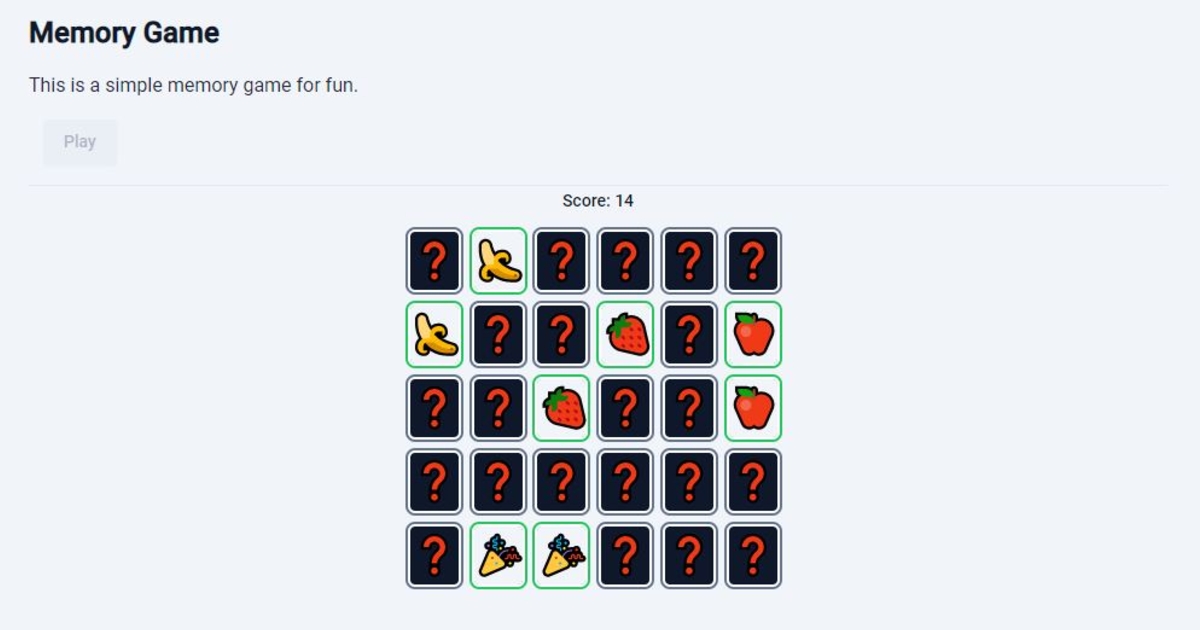 Memory Game
This is a simple memory game for fun.
Play
Score: 14
? ? ? ? ?
? ? ?
? ? ? ?
? ? ? ? ? ?
? ? ? ?